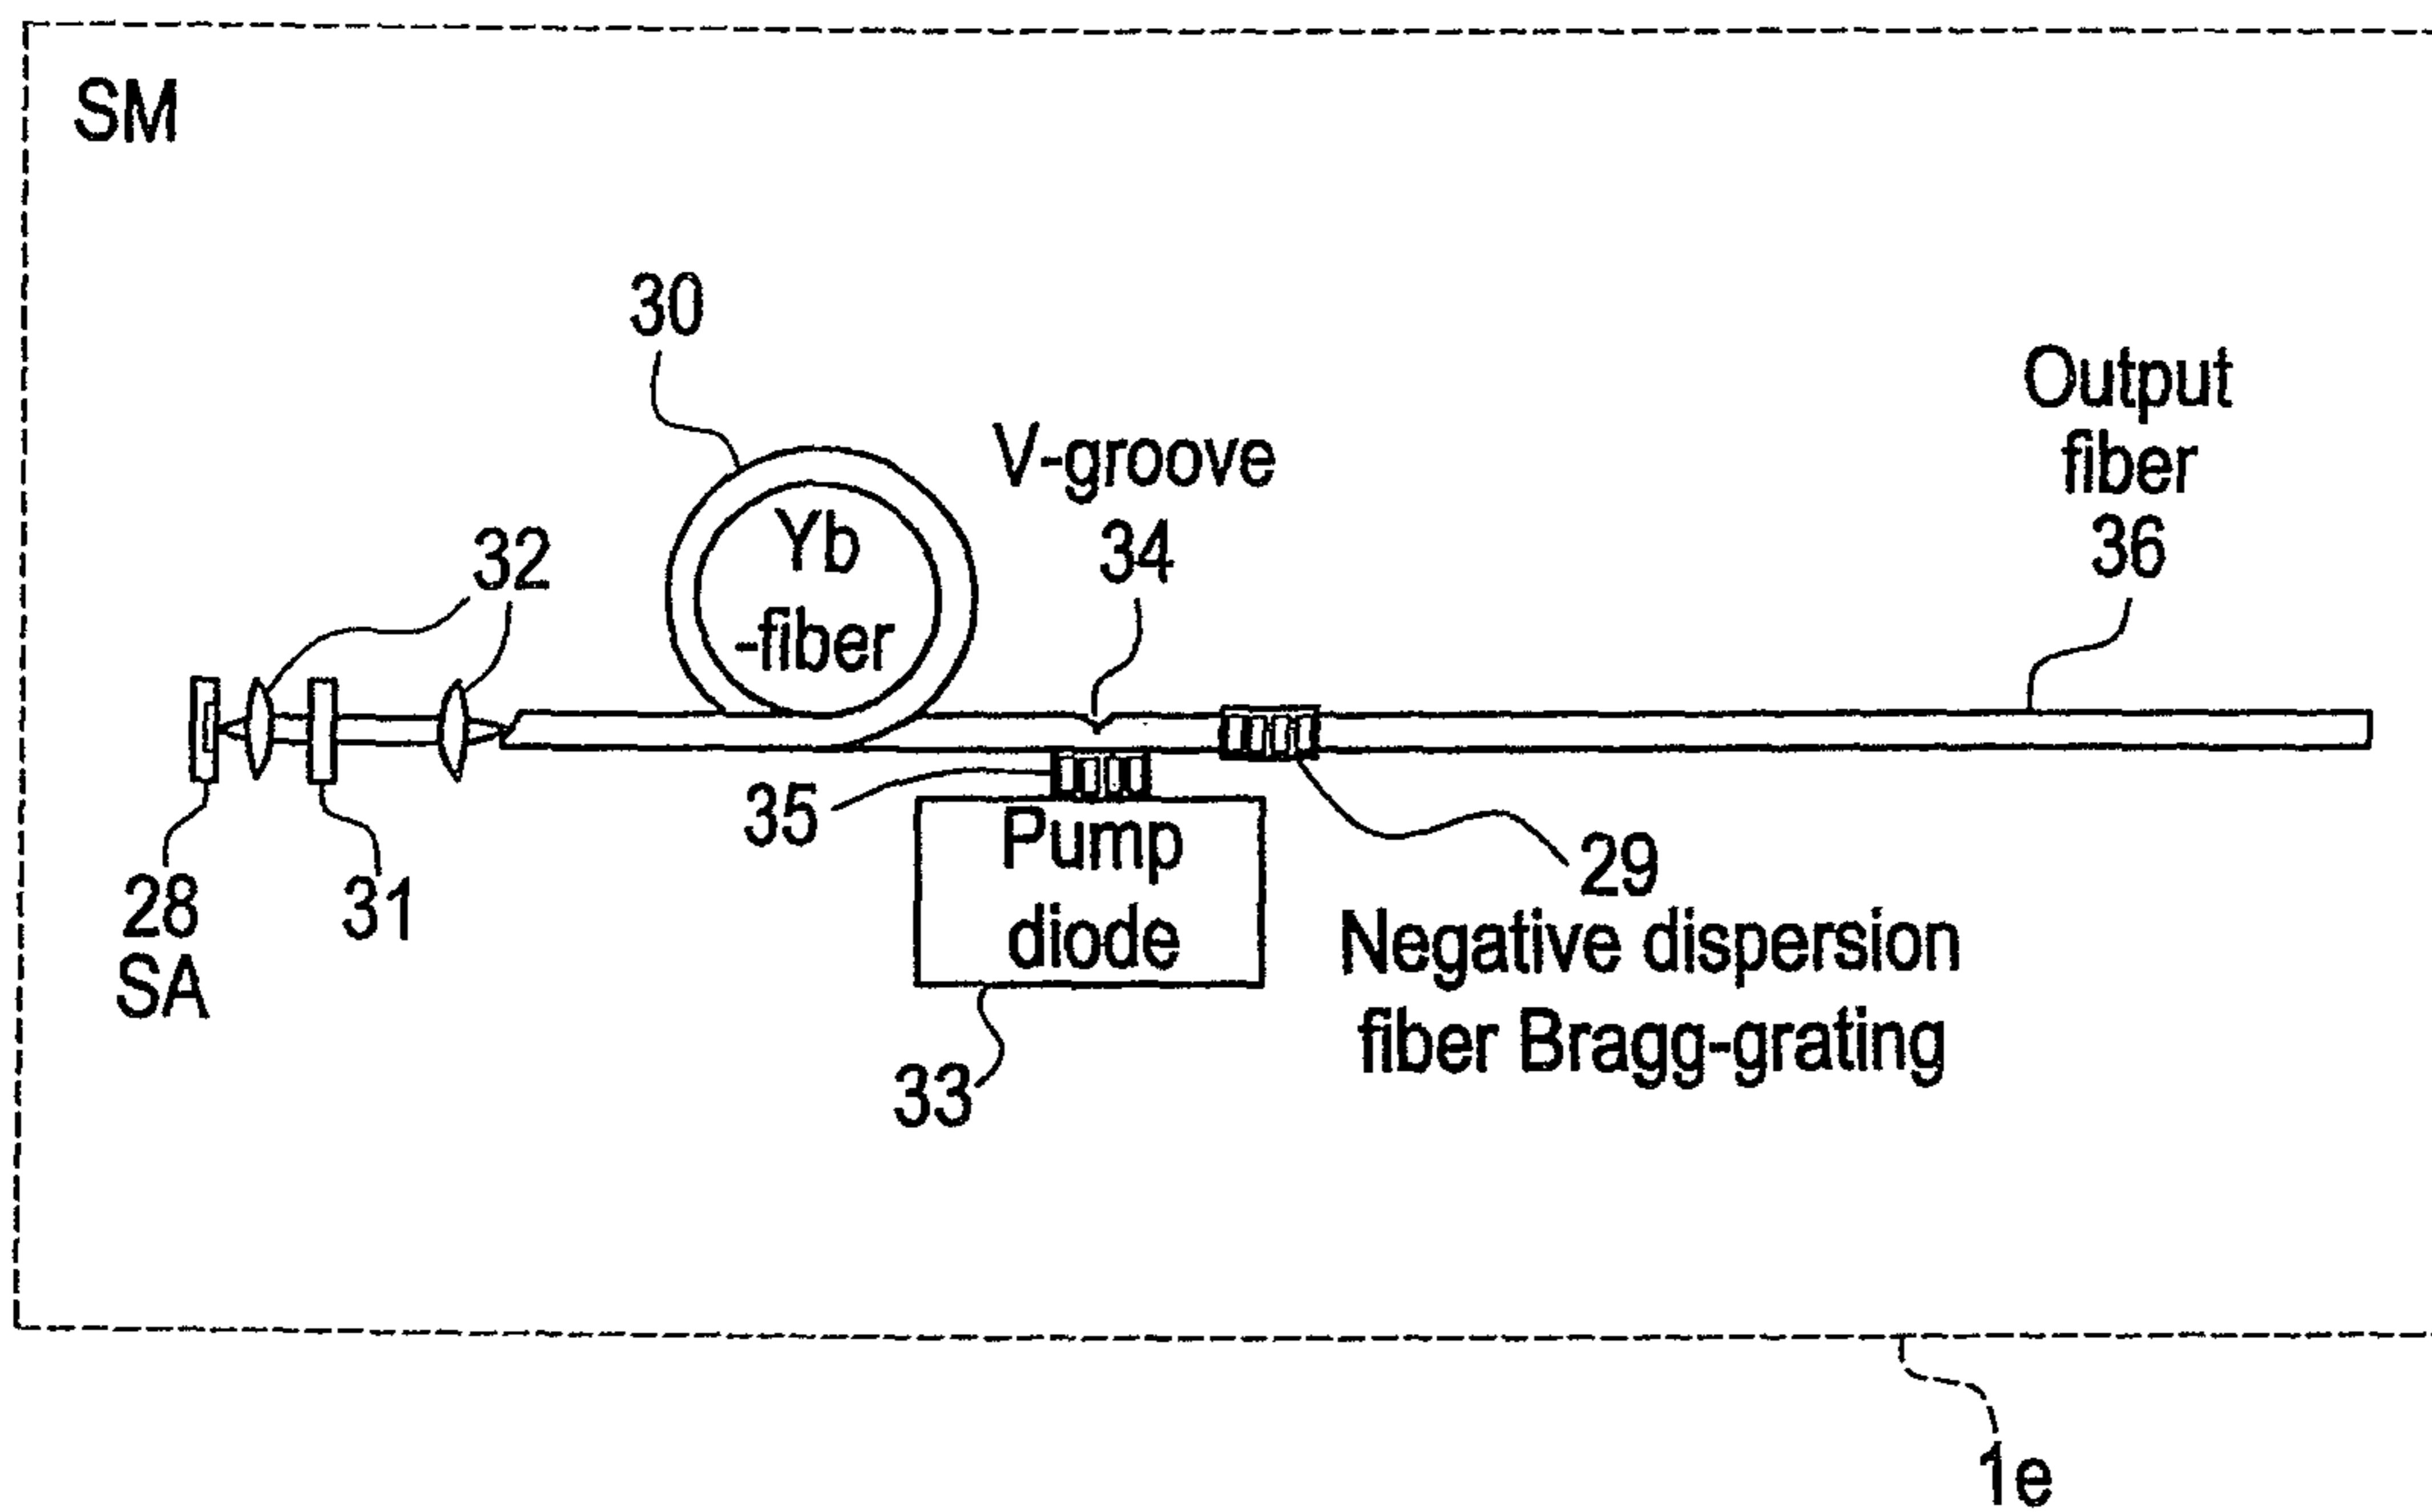 SM
30
V-groove
34
Output
fiber
36
32
Yb
-fiber
35
Pump
diode
28
SA
31
29
Negative dispersion
fiber Bragg-grating
33
1e